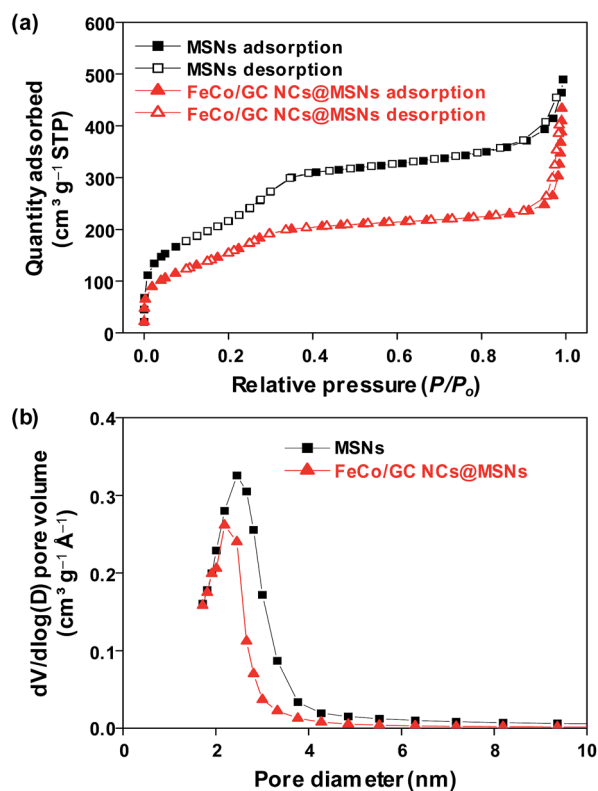 (a)
600
500
400
300
200
100
0
Quantity adsorbed
(cm³ g⁻¹ STP)
MSNs adsorption
MSNs desorption
FeCo/GC NCs@MSNs adsorption
FeCo/GC NCs@MSNs desorption
0.0 0.2 0.4 0.6 0.8 1.0
Relative pressure (P/Pₒ)
(b)
0.4
0.3
0.2
0.1
0.0
dV/dlog(D) pore volume
(cm³ g⁻¹ Å⁻¹)
MSNs
FeCo/GC NCs@MSNs
0 2 4 6 8 10
Pore diameter (nm)